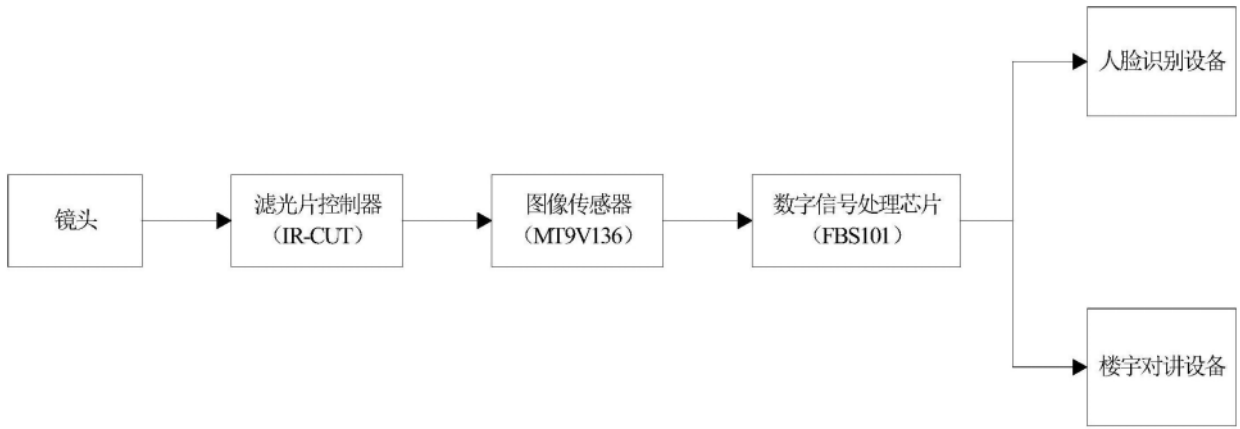 人脸识别设备
镜头
滤光片控制器
（IR-CUT）
图像传感器
（MT9V136）
数字信号处理芯片
（FBS101）
楼宇对讲设备